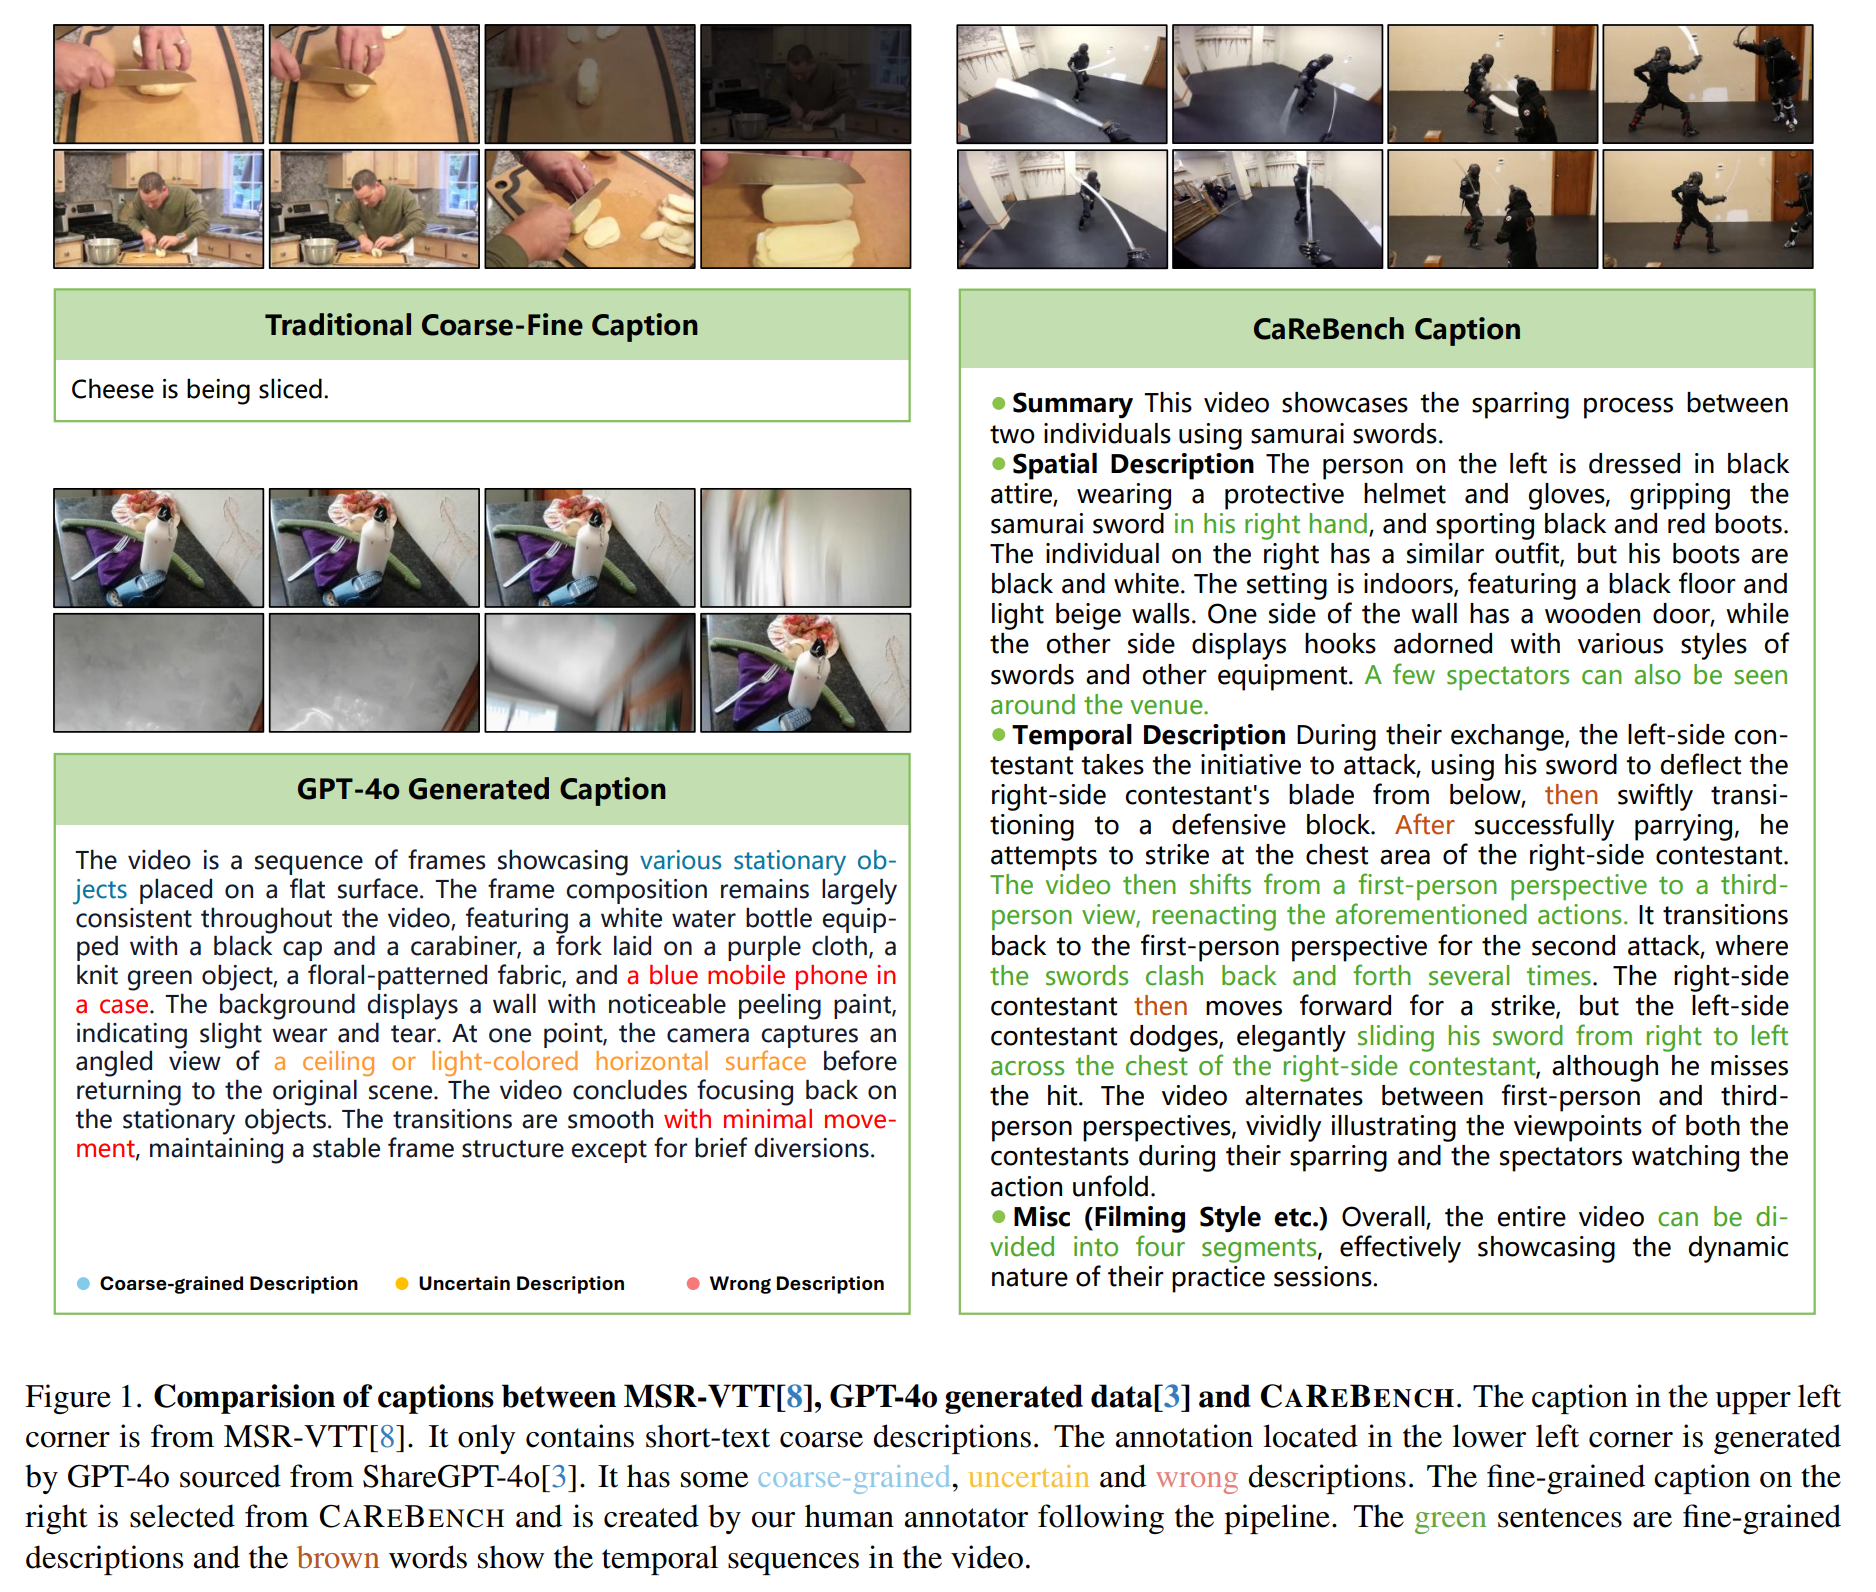 Traditional Coarse-Fine Caption
Cheese is being sliced.
GPT-4o Generated Caption
The video is a sequence of frames showcasing various stationary ob-
jects placed on a flat surface. The frame composition remains largely
consistent throughout the video, featuring a white water bottle equip-
ped with a black cap and a carabiner, a fork laid on a purple cloth, a
knit green object, a floral-patterned fabric, and a blue mobile phone in
a case. The background displays a wall with noticeable peeling paint,
indicating slight wear and tear. At one point, the camera captures an
angled view of a ceiling or light-colored horizontal surface before
returning to the original scene. The video concludes focusing back on
the stationary objects. The transitions are smooth with minimal move-
ment, maintaining a stable frame structure except for brief diversions.
Coarse-grained Description
Uncertain Description
Wrong Description
CaReBench Caption
• Summary This video showcases the sparring process between
two individuals using samurai swords.
• Spatial Description The person on the left is dressed in black
attire, wearing a protective helmet and gloves, gripping the
samurai sword in his right hand, and sporting black and red boots.
The individual on the right has a similar outfit, but his boots are
black and white. The setting is indoors, featuring a black floor and
light beige walls. One side of the wall has a wooden door, while
the other side displays hooks adorned with various styles of
swords and other equipment. A few spectators can also be seen
around the venue.
• Temporal Description During their exchange, the left-side con-
testant takes the initiative to attack, using his sword to deflect the
right-side contestant's blade from below, then swiftly transi-
tioning to a defensive block. After successfully parrying, he
attempts to strike at the chest area of the right-side contestant.
The video then shifts from a first-person perspective to a third-
person view, reenacting the aforementioned actions. It transitions
back to the first-person perspective for the second attack, where
the swords clash back and forth several times. The right-side
contestant then moves forward for a strike, but the left-side
contestant dodges, elegantly sliding his sword from right to left
across the chest of the right-side contestant, although he misses
the hit. The video alternates between first-person and third-
person perspectives, vividly illustrating the viewpoints of both the
contestants during their sparring and the spectators watching the
action unfold.
• Misc (Filming Style etc.) Overall, the entire video can be di-
vided into four segments, effectively showcasing the dynamic
nature of their practice sessions.
Figure 1. Comparision of captions between MSR-VTT[8], GPT-4o generated data[3] and CAREBENCH. The caption in the upper left
corner is from MSR-VTT[8]. It only contains short-text coarse descriptions. The annotation located in the lower left corner is generated
by GPT-4o sourced from ShareGPT-4o[3]. It has some coarse-grained, uncertain and wrong descriptions. The fine-grained caption on the
right is selected from CAREBENCH and is created by our human annotator following the pipeline. The green sentences are fine-grained
descriptions and the brown words show the temporal sequences in the video.